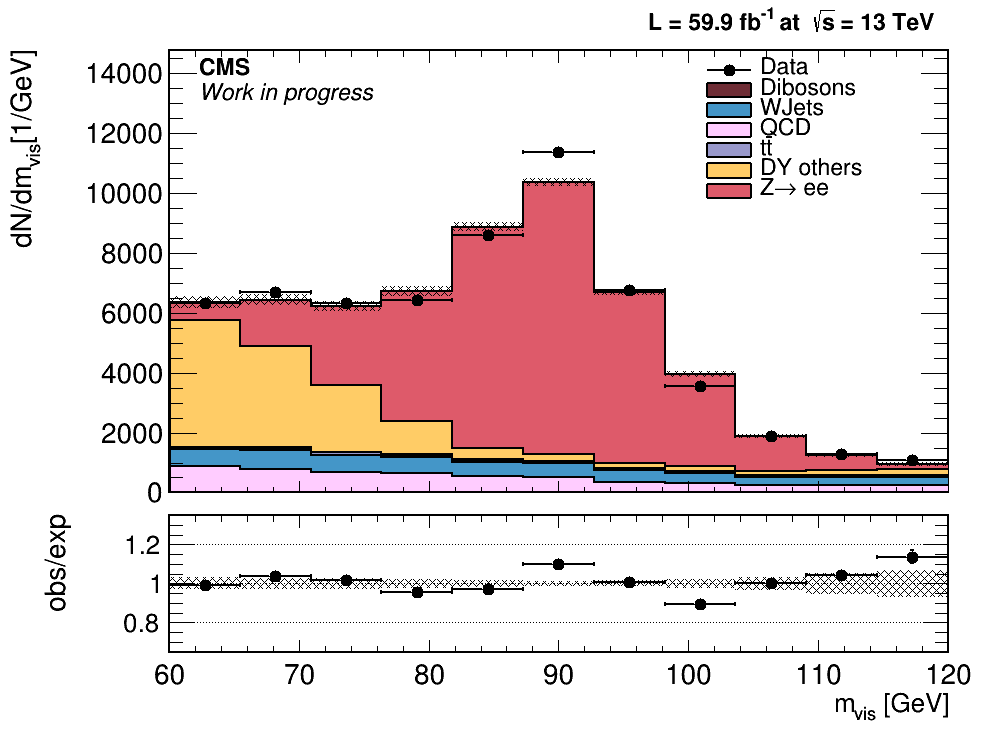 L = 59.9 fb⁻¹ at √s = 13 TeV
dN/dm_vis[1/GeV]
14000
12000
10000
8000
6000
4000
2000
0
CMS
Work in progress
Data
Dibosons
WJets
QCD
tt̄
DY others
Z→ ee
obs/exp
1.2
1
0.8
60 70 80 90 100 110 120
m_vis [GeV]